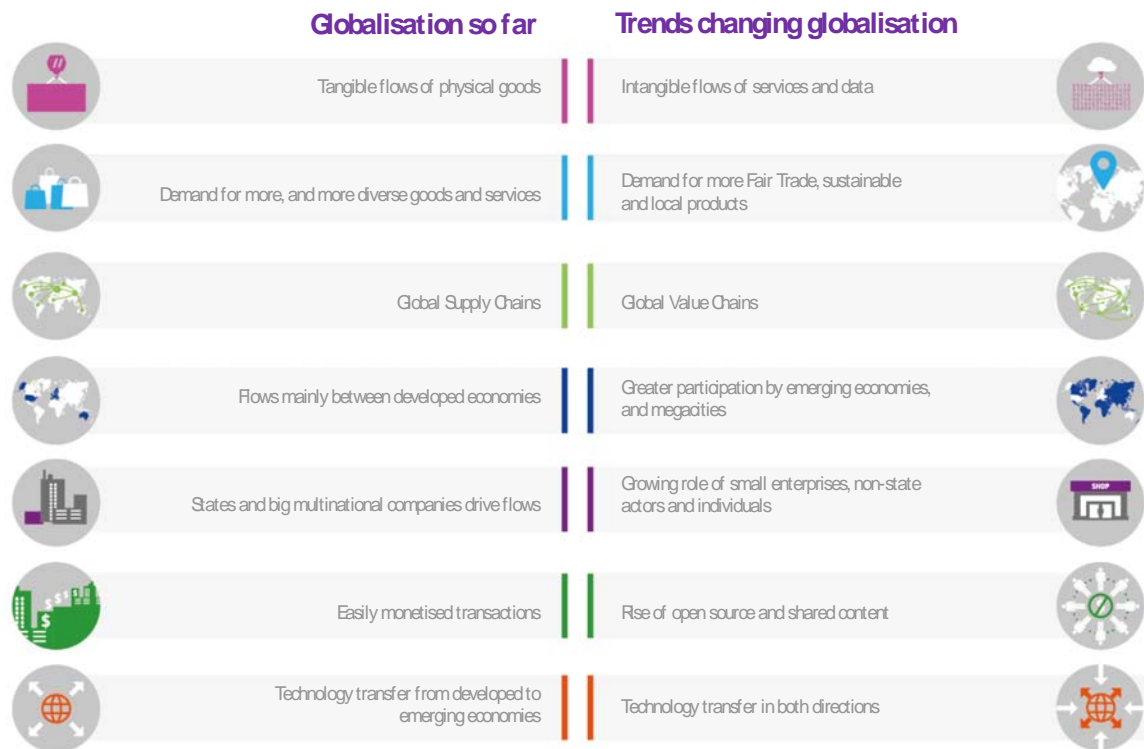 Globalisation so far
Trends changing globalisation
Tangible flows of physical goods
Intangible flows of services and data
Demand for more, and more diverse goods and services
Demand for more Fair Trade, sustainable
and local products
Global Supply Chains
Global Value Chains
Flows mainly between developed economies
Greater participation by emerging economies,
and megacities
States and big multinational companies drive flows
Growing role of small enterprises, non-state
actors and individuals
SHOP
$ $ $ $
$
Easily monetised transactions
Rise of open source and shared content
Technology transfer from developed to
emerging economies
Technology transfer in both directions